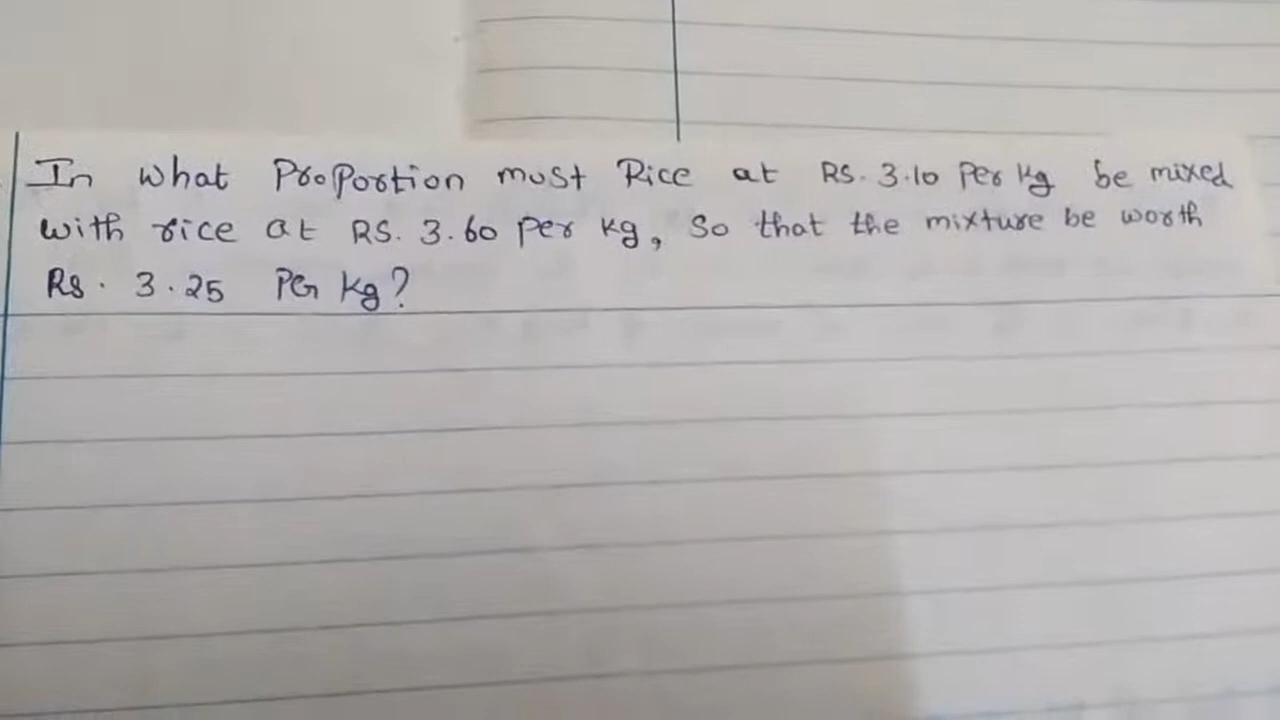 In what Proportion must Rice at RS. 3.10 Per kg be mixed
with rice at RS. 3.60 per kg, So that the mixture be worth
Rs. 3.25 Per kg?